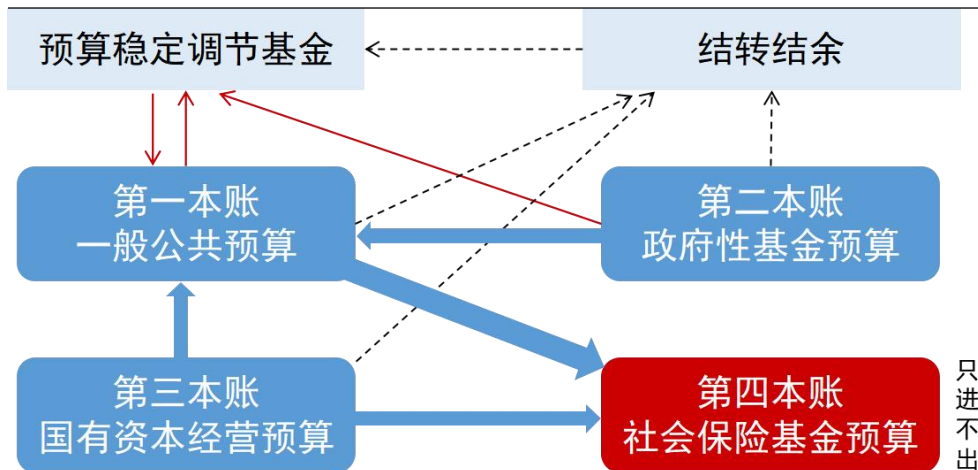 预算稳定调节基金
结转结余
第一本账
一般公共预算
第二本账
政府性基金预算
第三本账
国有资本经营预算
第四本账
社会保险基金预算
只
进
不
出